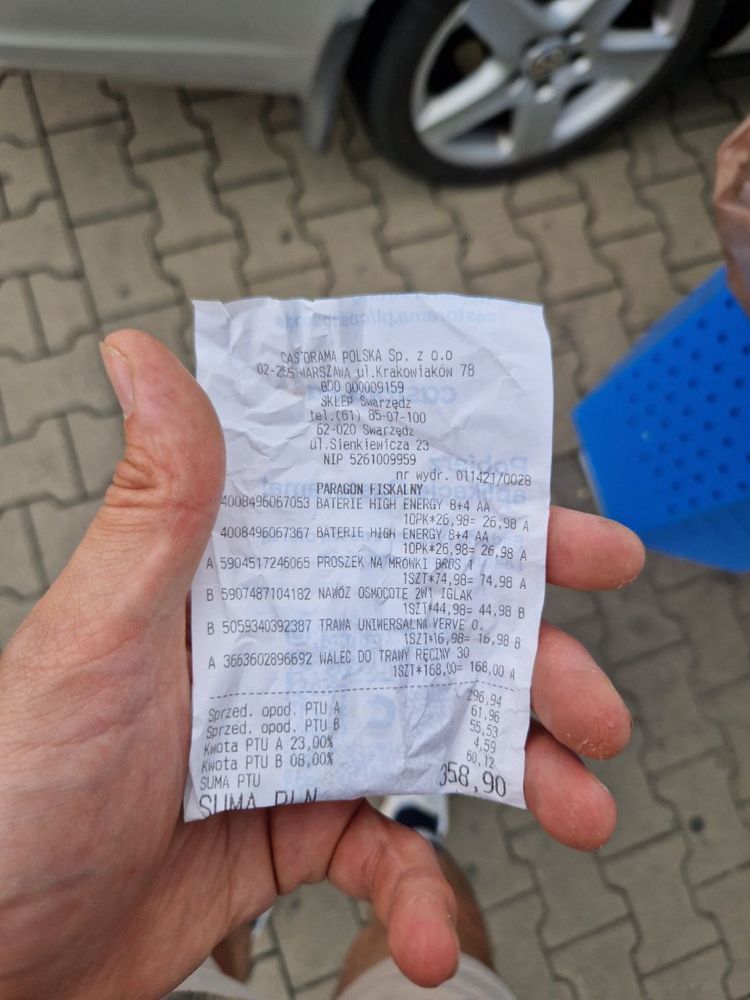 CASTORAMA POLSKA Sp. z o.o
02-255 WARSZAWA ul.Krakowiaków 78
BDO 000009159
SKLEP Swarzędz
tel.(61) 85-07-100
62-020 Swarzędz
ul.Sienkiewicza 23
NIP 5261009959
nr wydr. 011421/0028
PARAGON FISKALNY
4008496067053 BATERIE HIGH ENERGY 8+4 AA
1OPK*26,98= 26,98 A
4008496067367 BATERIE HIGH ENERGY 8+4 AA
1OPK*26,98= 26,98 A
A 5904517246065 PROSZEK NA MRÓWKI BROS 1
1SZT*74,98= 74,98 A
B 5907487104182 NAWÓZ OSMOCOTE 2W1 IGLAK
1SZT*44,98= 44,98 B
B 5059340392387 TRAWA UNIWERSALNA VERVE 0.
1SZT*16,98= 16,98 B
A 3663602896692 WALEC DO TRAWY RĘCZNY 30
1SZT*168,00= 168,00 A
Sprzed. opod. PTU A 296,94
Sprzed. opod. PTU B 61,96
Kwota PTU A 23,00% 55,53
Kwota PTU B 08,00% 4,59
SUMA PTU 60,12
SUMA PLN 358,90